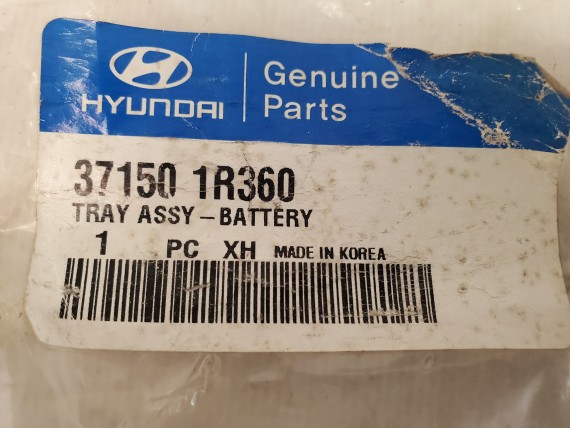 HYUNDAI
Genuine
Parts
37150 1R360
TRAY ASSY – BATTERY
1 PC XH MADE IN KOREA